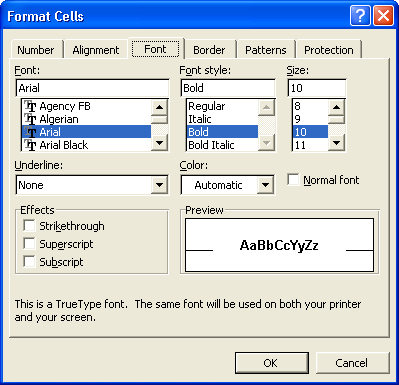 Format Cells
Number Alignment Font Border Patterns Protection
Font: Font style: Size:
Arial Bold 10
Agency FB Regular 8
Algerian Italic 9
Arial Bold 10
Arial Black Bold Italic 11
Underline: Color:
None Automatic Normal font
Effects Preview
Strikethrough
Superscript AaBbCcYyZz
Subscript
This is a TrueType font. The same font will be used on both your printer
and your screen.
OK Cancel